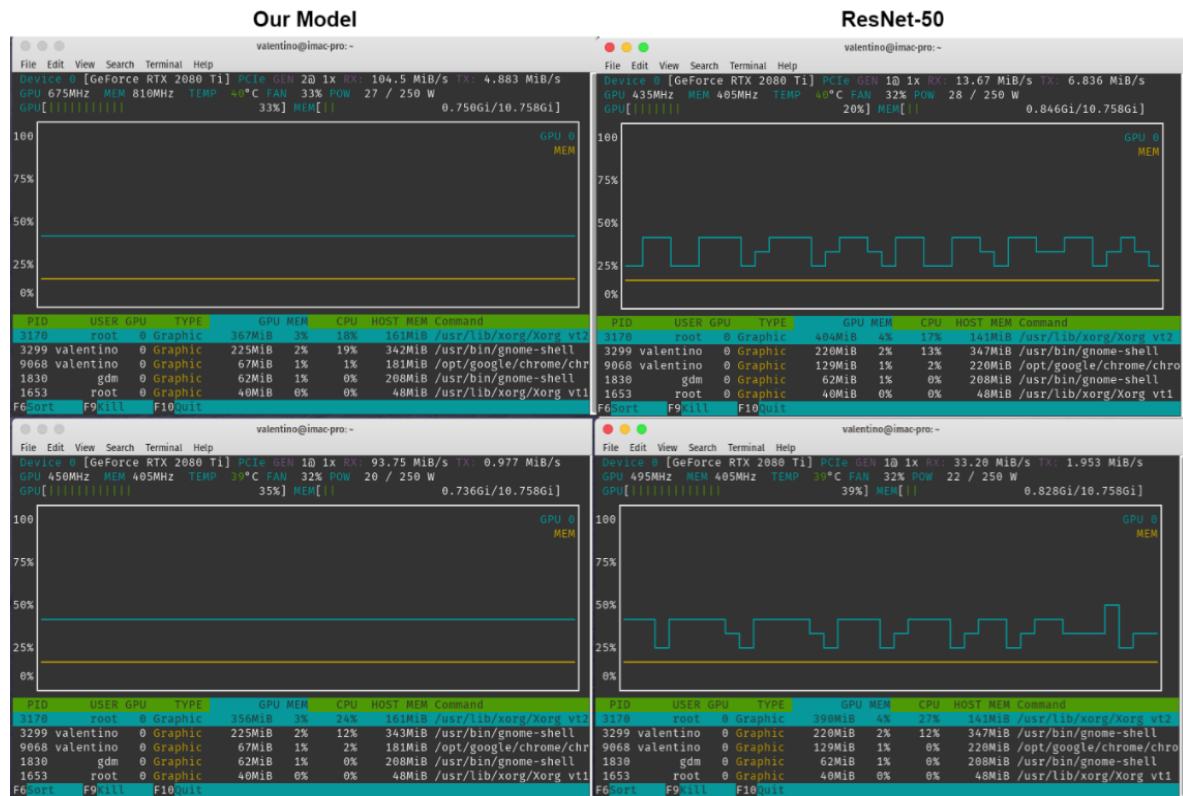 Our Model
ResNet-50
valentino@imac-pro: ~
File Edit View Search Terminal Help
Device 0 [GeForce RTX 2080 Ti] PCIe GEN 2@ 1x RX: 104.5 MiB/s TX: 4.883 MiB/s
GPU 675MHz MEM 810MHz TEMP 40°C FAN 33% POW 27 / 250 W
GPU[||||||||||| 33%] MEM[|| 0.750Gi/10.758Gi]
100
GPU 0
MEM
75%
50%
25%
0%
PID USER GPU TYPE GPU MEM CPU HOST MEM Command
3170 root 0 Graphic 367MiB 3% 18% 161MiB /usr/lib/xorg/Xorg vt2
3299 valentino 0 Graphic 225MiB 2% 19% 342MiB /usr/bin/gnome-shell
9068 valentino 0 Graphic 67MiB 1% 1% 181MiB /opt/google/chrome/chr
1830 gdm 0 Graphic 62MiB 1% 0% 208MiB /usr/bin/gnome-shell
1653 root 0 Graphic 40MiB 0% 0% 48MiB /usr/lib/xorg/Xorg vt1
F6Sort F9Kill F10Quit
valentino@imac-pro: ~
File Edit View Search Terminal Help
Device 0 [GeForce RTX 2080 Ti] PCIe GEN 1@ 1x RX: 13.67 MiB/s TX: 6.836 MiB/s
GPU 435MHz MEM 405MHz TEMP 40°C FAN 32% POW 28 / 250 W
GPU[||||||| 20%] MEM[|| 0.846Gi/10.758Gi]
100
GPU 0
MEM
75%
50%
25%
0%
PID USER GPU TYPE GPU MEM CPU HOST MEM Command
3170 root 0 Graphic 404MiB 4% 17% 141MiB /usr/lib/xorg/Xorg vt2
3299 valentino 0 Graphic 220MiB 2% 13% 347MiB /usr/bin/gnome-shell
9068 valentino 0 Graphic 129MiB 1% 2% 220MiB /opt/google/chrome/chro
1830 gdm 0 Graphic 62MiB 1% 0% 208MiB /usr/bin/gnome-shell
1653 root 0 Graphic 40MiB 0% 0% 48MiB /usr/lib/xorg/Xorg vt1
F6Sort F9Kill F10Quit
valentino@imac-pro: ~
File Edit View Search Terminal Help
Device 0 [GeForce RTX 2080 Ti] PCIe GEN 1@ 1x RX: 93.75 MiB/s TX: 0.977 MiB/s
GPU 450MHz MEM 405MHz TEMP 39°C FAN 32% POW 20 / 250 W
GPU[|||||||||||| 35%] MEM[|| 0.736Gi/10.758Gi]
100
GPU 0
MEM
75%
50%
25%
0%
PID USER GPU TYPE GPU MEM CPU HOST MEM Command
3170 root 0 Graphic 356MiB 3% 24% 161MiB /usr/lib/xorg/Xorg vt2
3299 valentino 0 Graphic 225MiB 2% 12% 343MiB /usr/bin/gnome-shell
9068 valentino 0 Graphic 67MiB 1% 2% 181MiB /opt/google/chrome/chr
1830 gdm 0 Graphic 62MiB 1% 0% 208MiB /usr/bin/gnome-shell
1653 root 0 Graphic 40MiB 0% 0% 48MiB /usr/lib/xorg/Xorg vt1
F6Sort F9Kill F10Quit
valentino@imac-pro: ~
File Edit View Search Terminal Help
Device 0 [GeForce RTX 2080 Ti] PCIe GEN 1@ 1x RX: 33.20 MiB/s TX: 1.953 MiB/s
GPU 495MHz MEM 405MHz TEMP 39°C FAN 32% POW 22 / 250 W
GPU[||||||||||||| 39%] MEM[|| 0.828Gi/10.758Gi]
100
GPU 0
MEM
75%
50%
25%
0%
PID USER GPU TYPE GPU MEM CPU HOST MEM Command
3170 root 0 Graphic 390MiB 4% 27% 141MiB /usr/lib/xorg/Xorg vt2
3299 valentino 0 Graphic 220MiB 2% 12% 347MiB /usr/bin/gnome-shell
9068 valentino 0 Graphic 129MiB 1% 0% 220MiB /opt/google/chrome/chro
1830 gdm 0 Graphic 62MiB 1% 0% 208MiB /usr/bin/gnome-shell
1653 root 0 Graphic 40MiB 0% 0% 48MiB /usr/lib/xorg/Xorg vt1
F6Sort F9Kill F10Quit